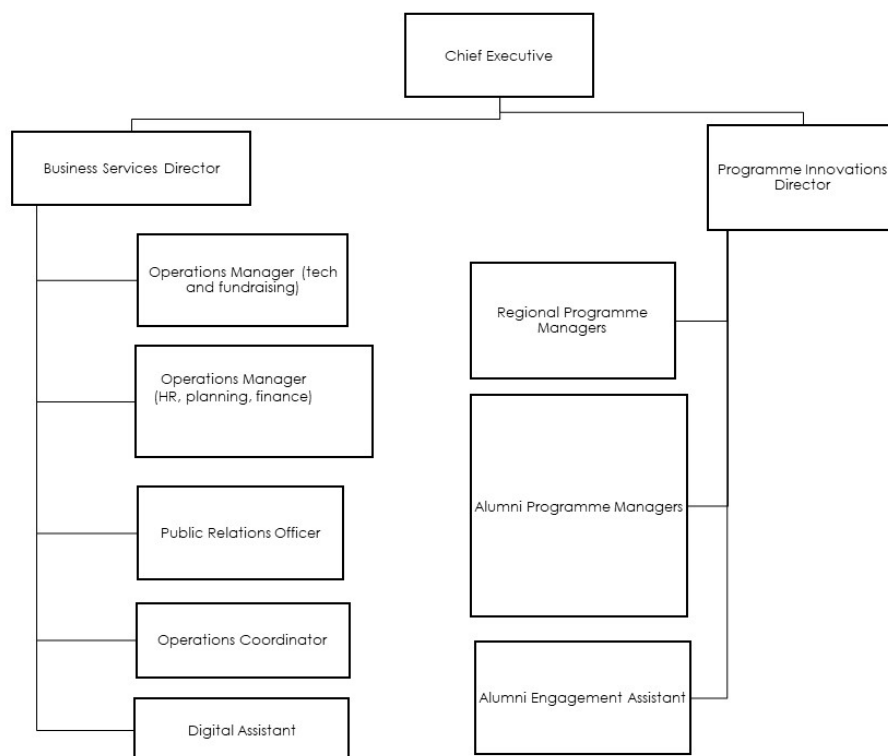 Chief Executive
Business Services Director
Programme Innovations
Director
Operations Manager (tech
and fundraising)
Operations Manager
(HR, planning, finance)
Public Relations Officer
Operations Coordinator
Digital Assistant
Regional Programme
Managers
Alumni Programme Managers
Alumni Engagement Assistant